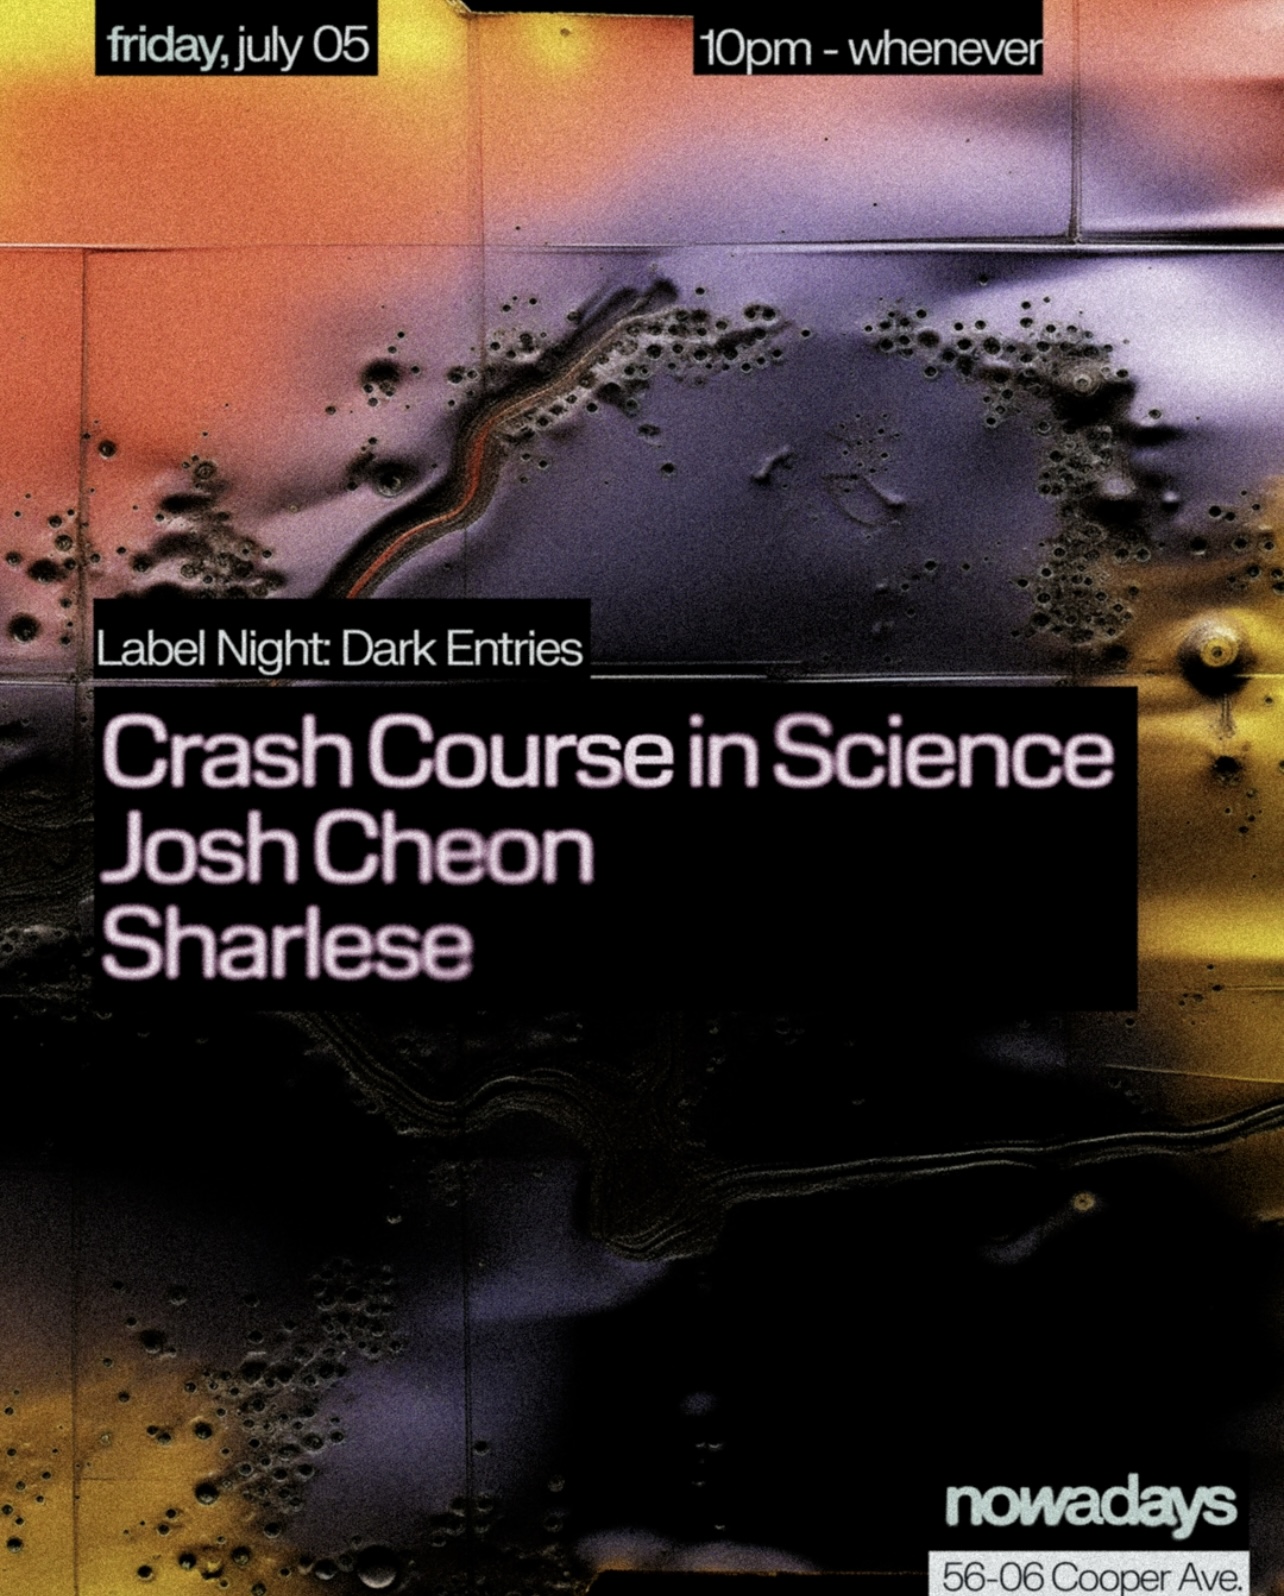 friday, july 05
10pm - whenever
Label Night: Dark Entries
Crash Course in Science
Josh Cheon
Sharlese
nowadays
56-06 Cooper Ave.